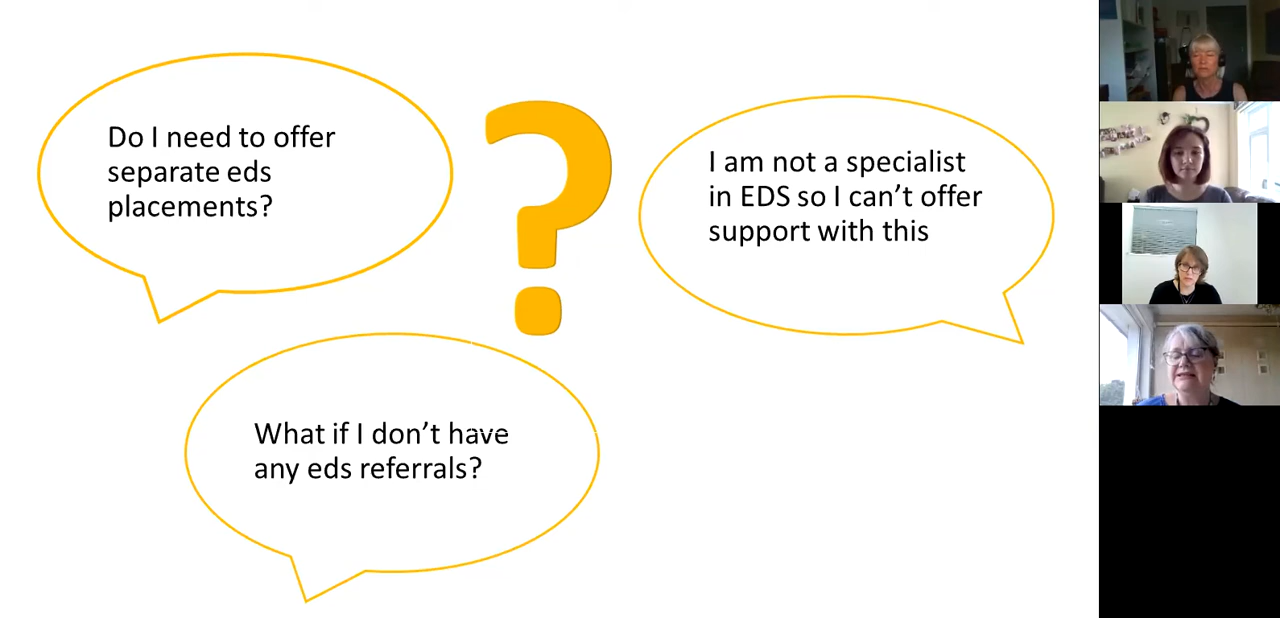 Do I need to offer
separate eds
placements?
?
I am not a specialist
in EDS so I can’t offer
support with this
What if I don’t have
any eds referrals?